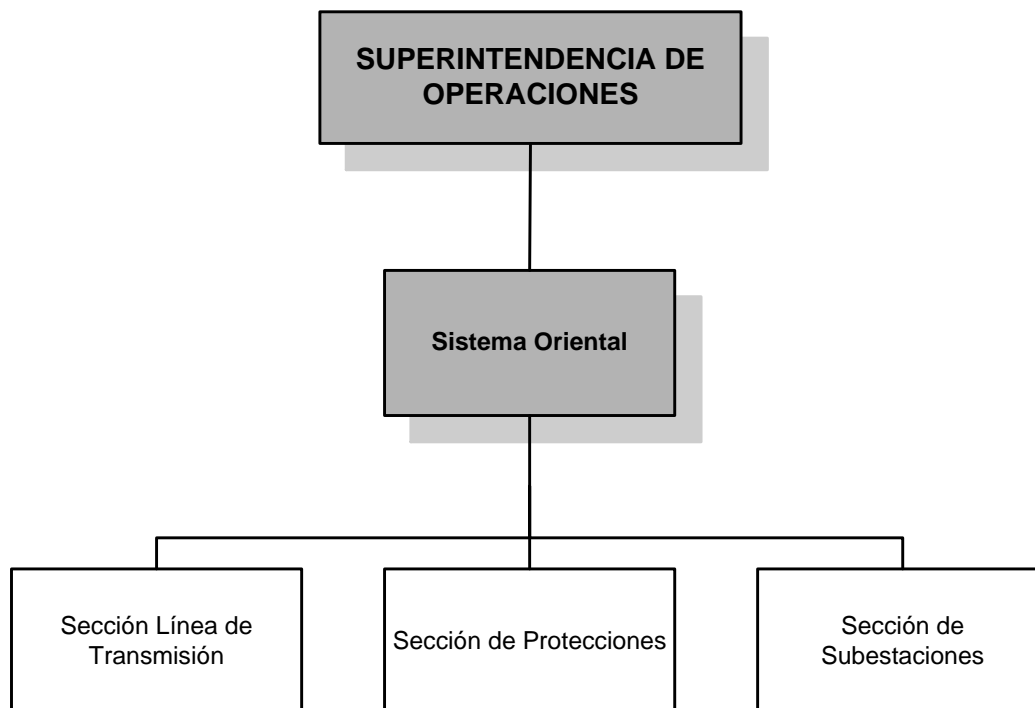 SUPERINTENDENCIA DE
OPERACIONES
Sistema Oriental
Sección Línea de
Transmisión
Sección de Protecciones
Sección de
Subestaciones